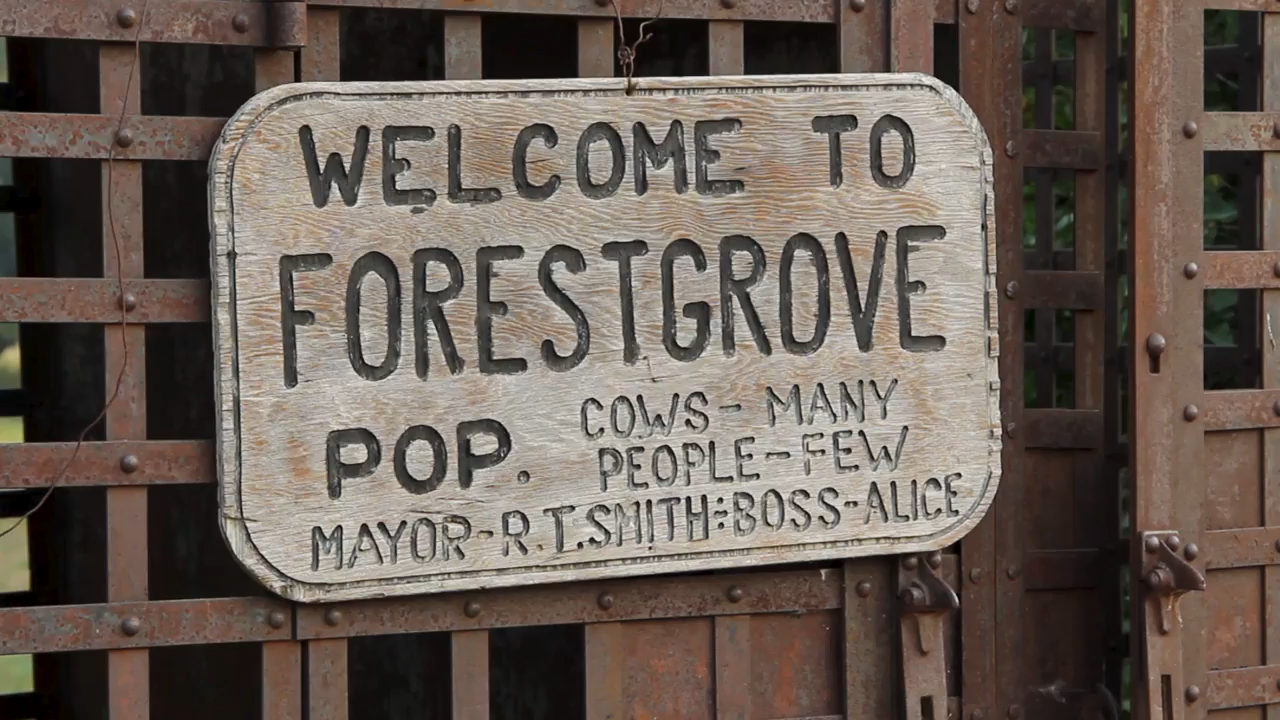 WELCOME TO
FORESTGROVE
POP. COWS - MANY
PEOPLE - FEW
MAYOR - R.T. SMITH : BOSS - ALICE